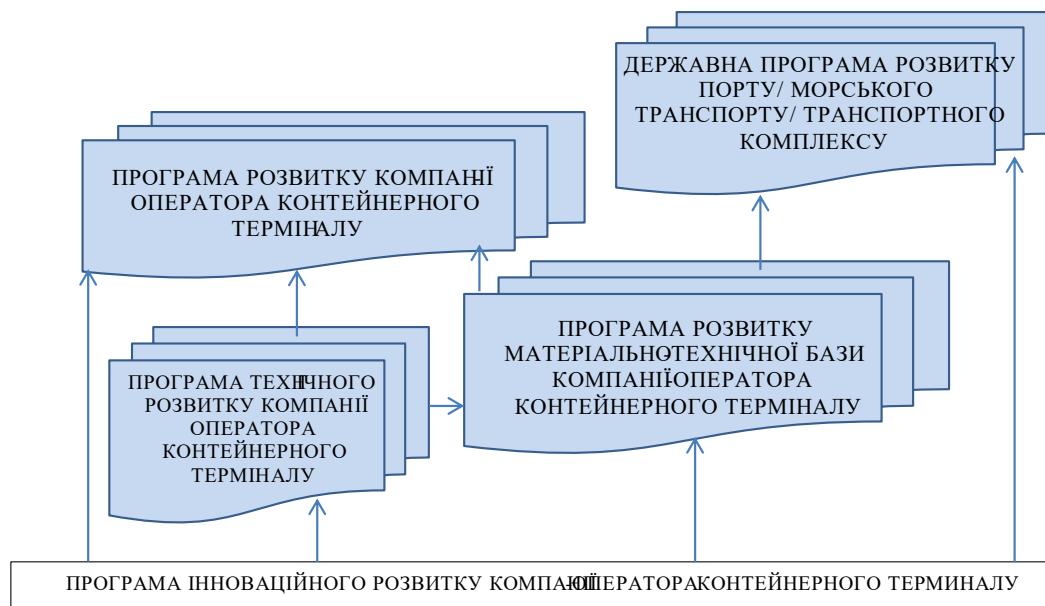 ДЕРЖАВНА ПРОГРАМА РОЗВИТКУ
ПОРТУ/ МОРСЬКОГО
ТРАНСПОРТУ/ ТРАНСПОРТНОГО
КОМПЛЕКСУ
ПРОГРАМА РОЗВИТКУ КОМПАНІЇ
ОПЕРАТОРА КОНТЕЙНЕРНОГО
ТЕРМІНАЛУ
ПРОГРАМА РОЗВИТКУ
МАТЕРІАЛЬНО-ТЕХНІЧНОЇ БАЗИ
КОМПАНІЇ-ОПЕРАТОРА
КОНТЕЙНЕРНОГО ТЕРМІНАЛУ
ПРОГРАМА ТЕХНІЧНОГО
РОЗВИТКУ КОМПАНІЇ
ОПЕРАТОРА
КОНТЕЙНЕРНОГО
ТЕРМІНАЛУ
ПРОГРАМА ІННОВАЦІЙНОГО РОЗВИТКУ КОМПАНІЇ-ОПЕРАТОРА КОНТЕЙНЕРНОГО ТЕРМІНАЛУ